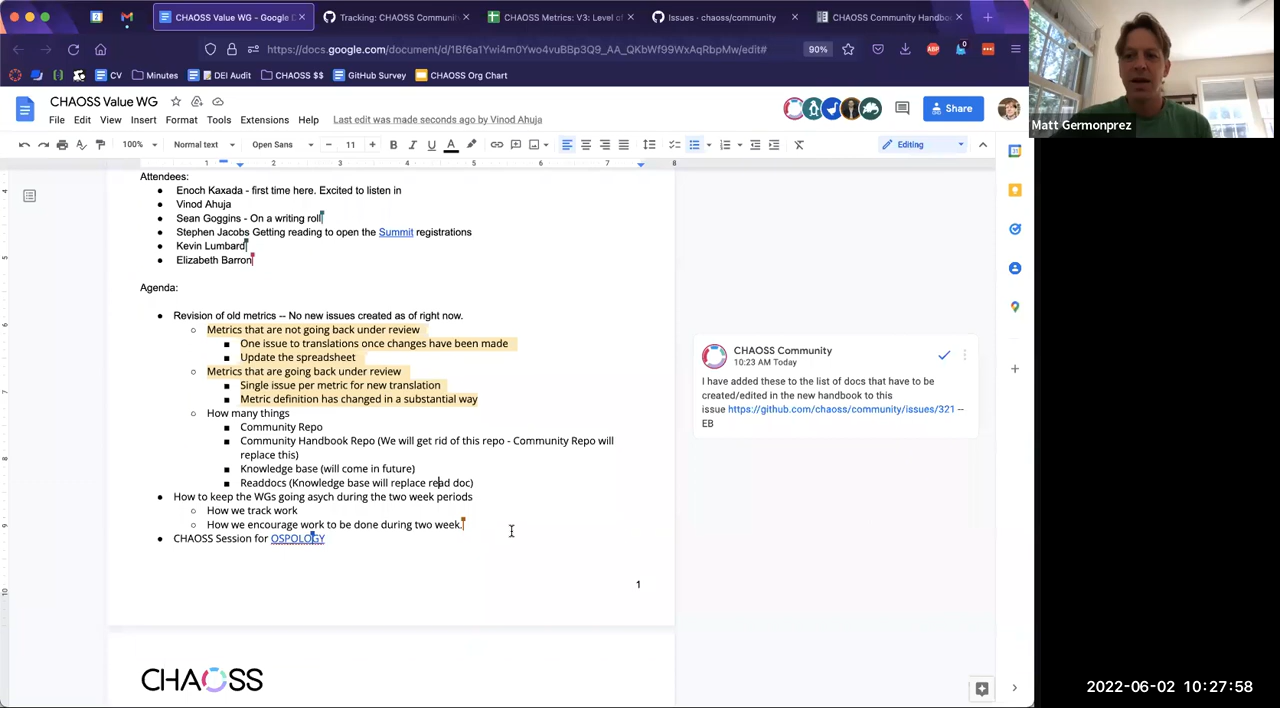 CHAOSS Value WG - Google D
Tracking: CHAOSS Communit
CHAOSS Metrics: V3: Level of
Issues · chaoss/community
CHAOSS Community Handbo
https://docs.google.com/document/d/1Bf6a1Ywi4m0Ywo4vuBBp3Q9_AA_QKbWf99WxAqRbpMw/edit#
90%
ABP
0
CV
Minutes
DEI Audit
CHAOSS $$
GitHub Survey
CHAOSS Org Chart
CHAOSS Value WG
File Edit View Insert Format Tools Extensions Help Last edit was made seconds ago by Vinod Ahuja
Share
100% Normal text Open Sans 11 Editing
1 2 3 4 5 6 7 8
Attendees:
Enoch Kaxada - first time here. Excited to listen in
Vinod Ahuja
Sean Goggins - On a writing roll
Stephen Jacobs Getting reading to open the Summit registrations
Kevin Lumbard
Elizabeth Barron
Agenda:
Revision of old metrics -- No new issues created as of right now.
Metrics that are not going back under review
One issue to translations once changes have been made
Update the spreadsheet
Metrics that are going back under review
Single issue per metric for new translation
Metric definition has changed in a substantial way
How many things
Community Repo
Community Handbook Repo (We will get rid of this repo - Community Repo will
replace this)
Knowledge base (will come in future)
Readdocs (Knowledge base will replace read doc)
How to keep the WGs going asych during the two week periods
How we track work
How we encourage work to be done during two week.
CHAOSS Session for OSPOLOGY
1
CHAOSS
CHAOSS Community
10:23 AM Today
I have added these to the list of docs that have to be
created/edited in the new handbook to this
issue https://github.com/chaoss/community/issues/321 --
EB
Matt Germonprez
2022-06-02 10:27:58